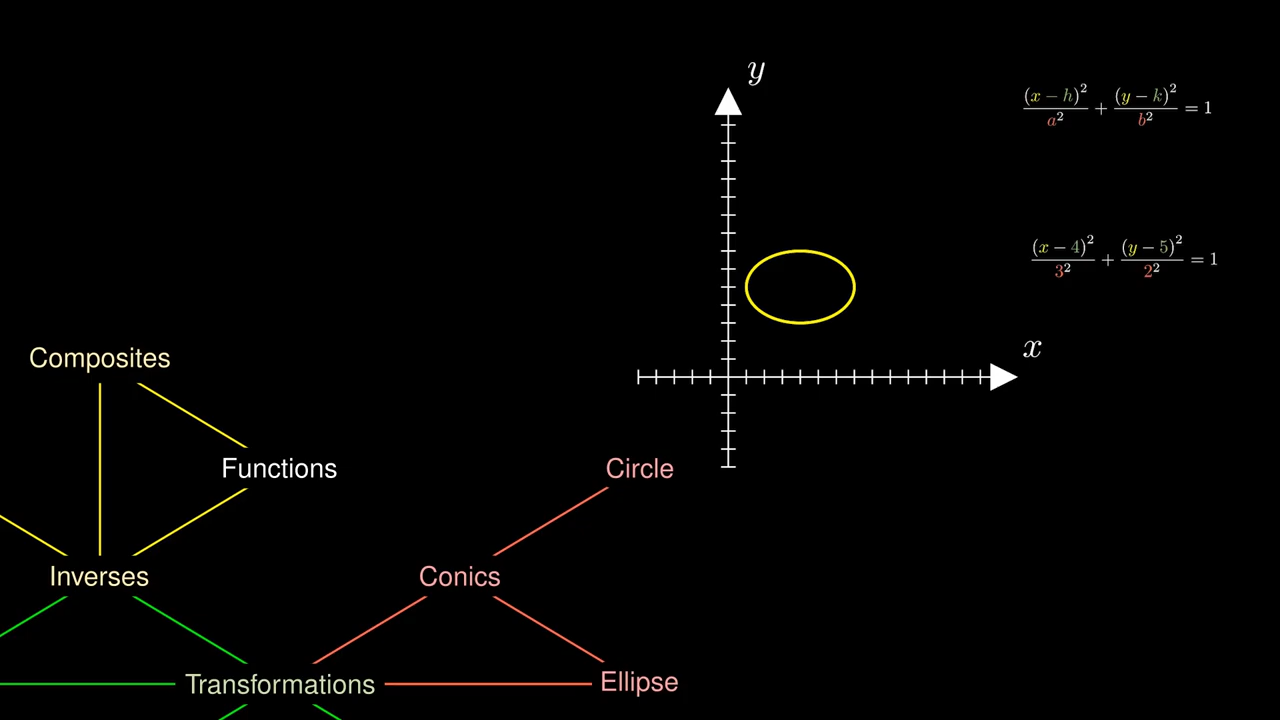 y
(x − h)² / a² + (y − k)² / b² = 1
(x − 4)² / 3² + (y − 5)² / 2² = 1
x
Composites
Functions
Circle
Inverses
Conics
Transformations
Ellipse